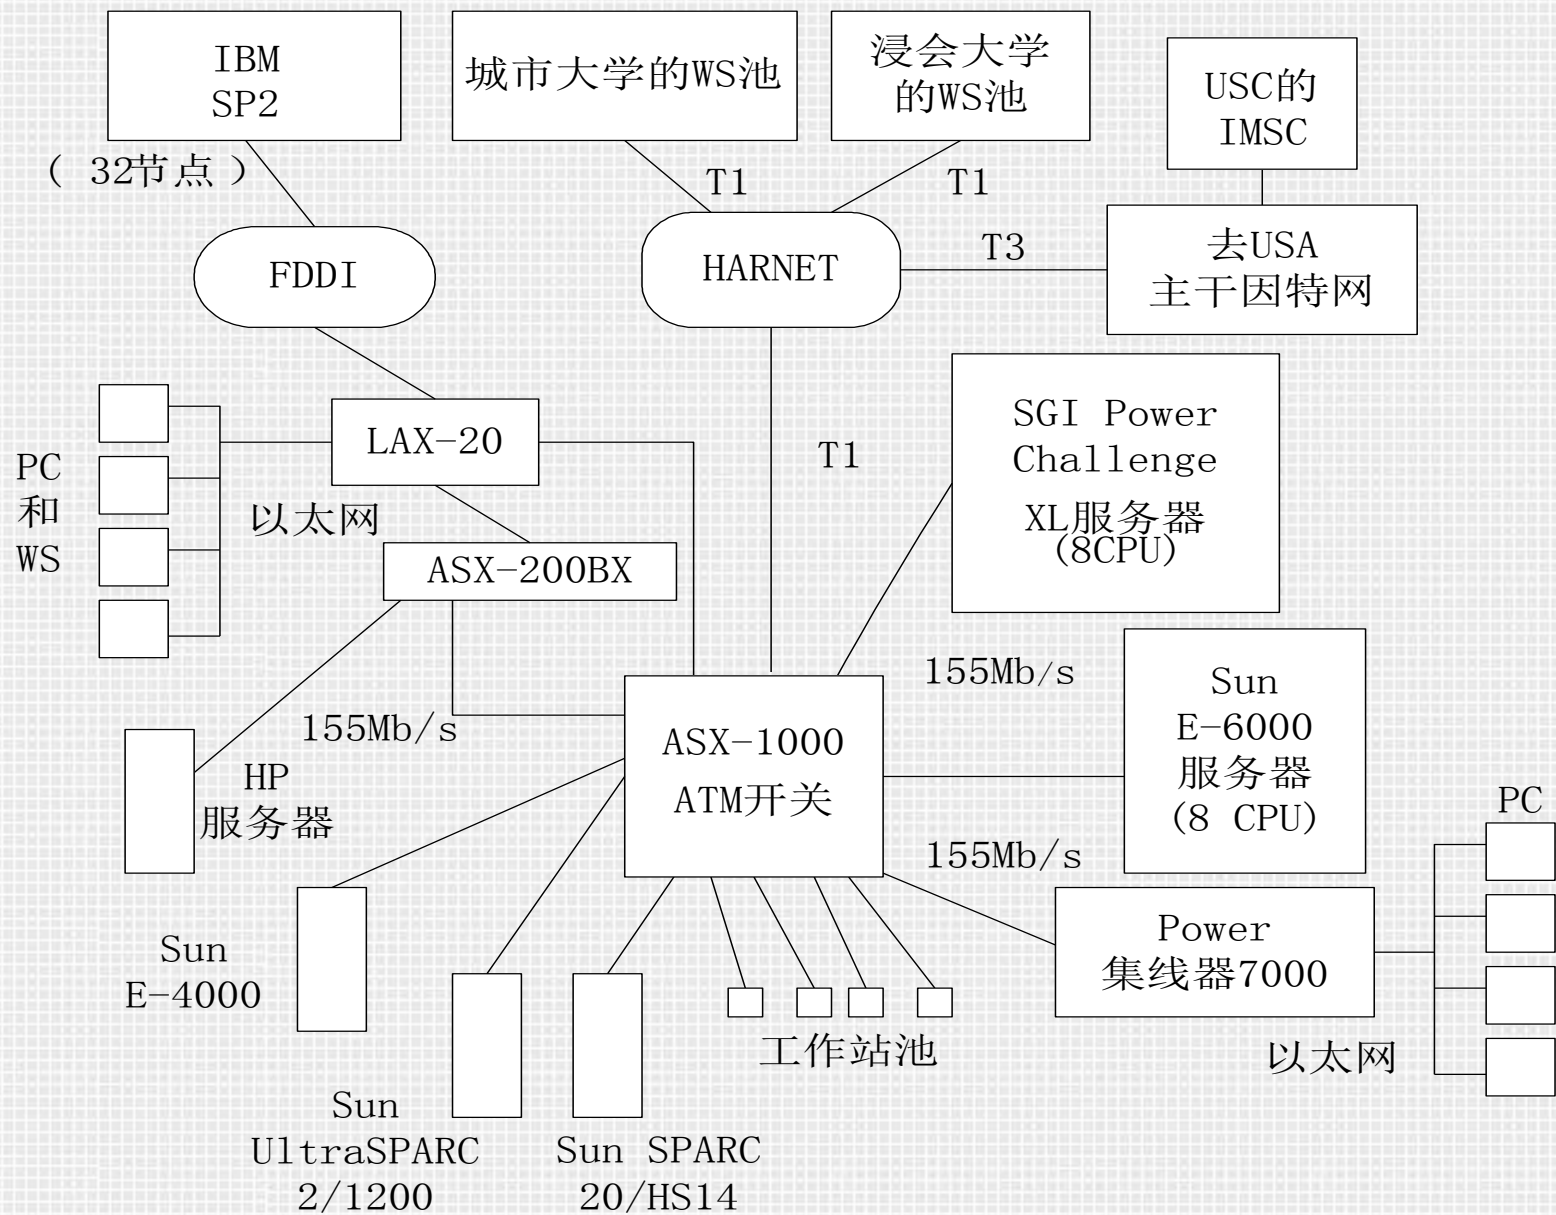 IBM
SP2
(32节点)
城市大学的WS池
浸会大学
的WS池
USC的
IMSC
T1
T1
FDDI
HARNET
T3
去USA
主干因特网
LAX-20
T1
SGI Power
Challenge
XL服务器
(8CPU)
PC
和
WS
以太网
ASX-200BX
155Mb/s
155Mb/s
HP
服务器
ASX-1000
ATM开关
Sun
E-6000
服务器
(8 CPU)
155Mb/s
PC
Sun
E-4000
Power
集线器7000
工作站池
以太网
Sun
UltraSPARC
2/1200
Sun SPARC
20/HS14